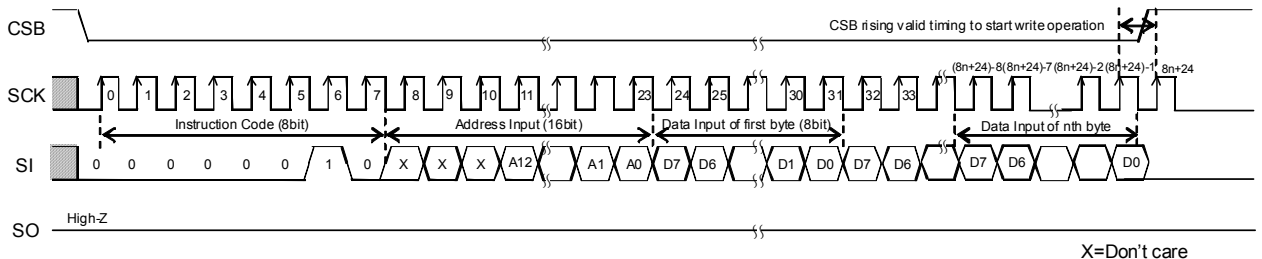 CSB
CSB rising valid timing to start write operation
(8n+24)-8 (8n+24)-7 (8n+24)-2 (8n+24)-1 8n+24
SCK
0 1 2 3 4 5 6 7 8 9 10 11 23 24 25 30 31 32 33
Instruction Code (8bit) Address Input (16bit) Data Input of first byte (8bit) Data Input of nth byte
SI
0 0 0 0 0 0 1 0 X X X A12 A1 A0 D7 D6 D1 D0 D7 D6 D7 D6 D0
High-Z
SO
X=Don't care